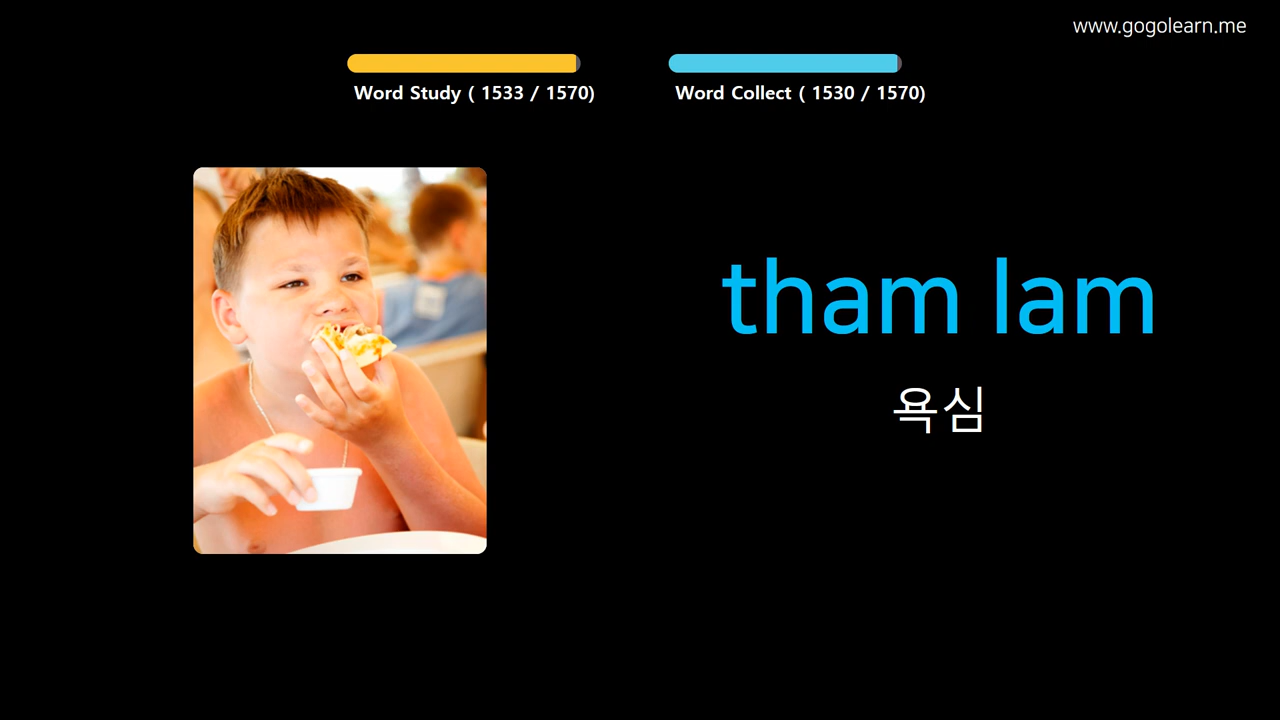 www.gogolearn.me
Word Study ( 1533 / 1570)
Word Collect ( 1530 / 1570)
tham lam
욕심